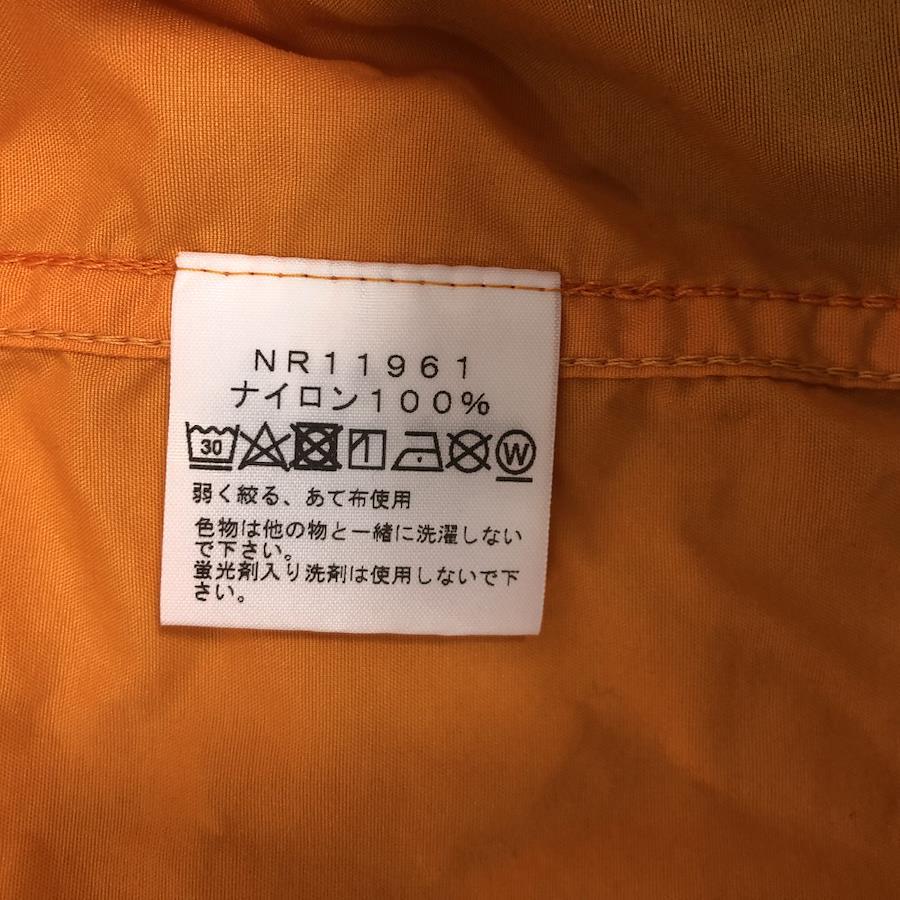 NR11961
ナイロン100%
30 W
弱く絞る、あて布使用
色物は他の物と一緒に洗濯しない
で下さい。
蛍光剤入り洗剤は使用しないで下
さい。